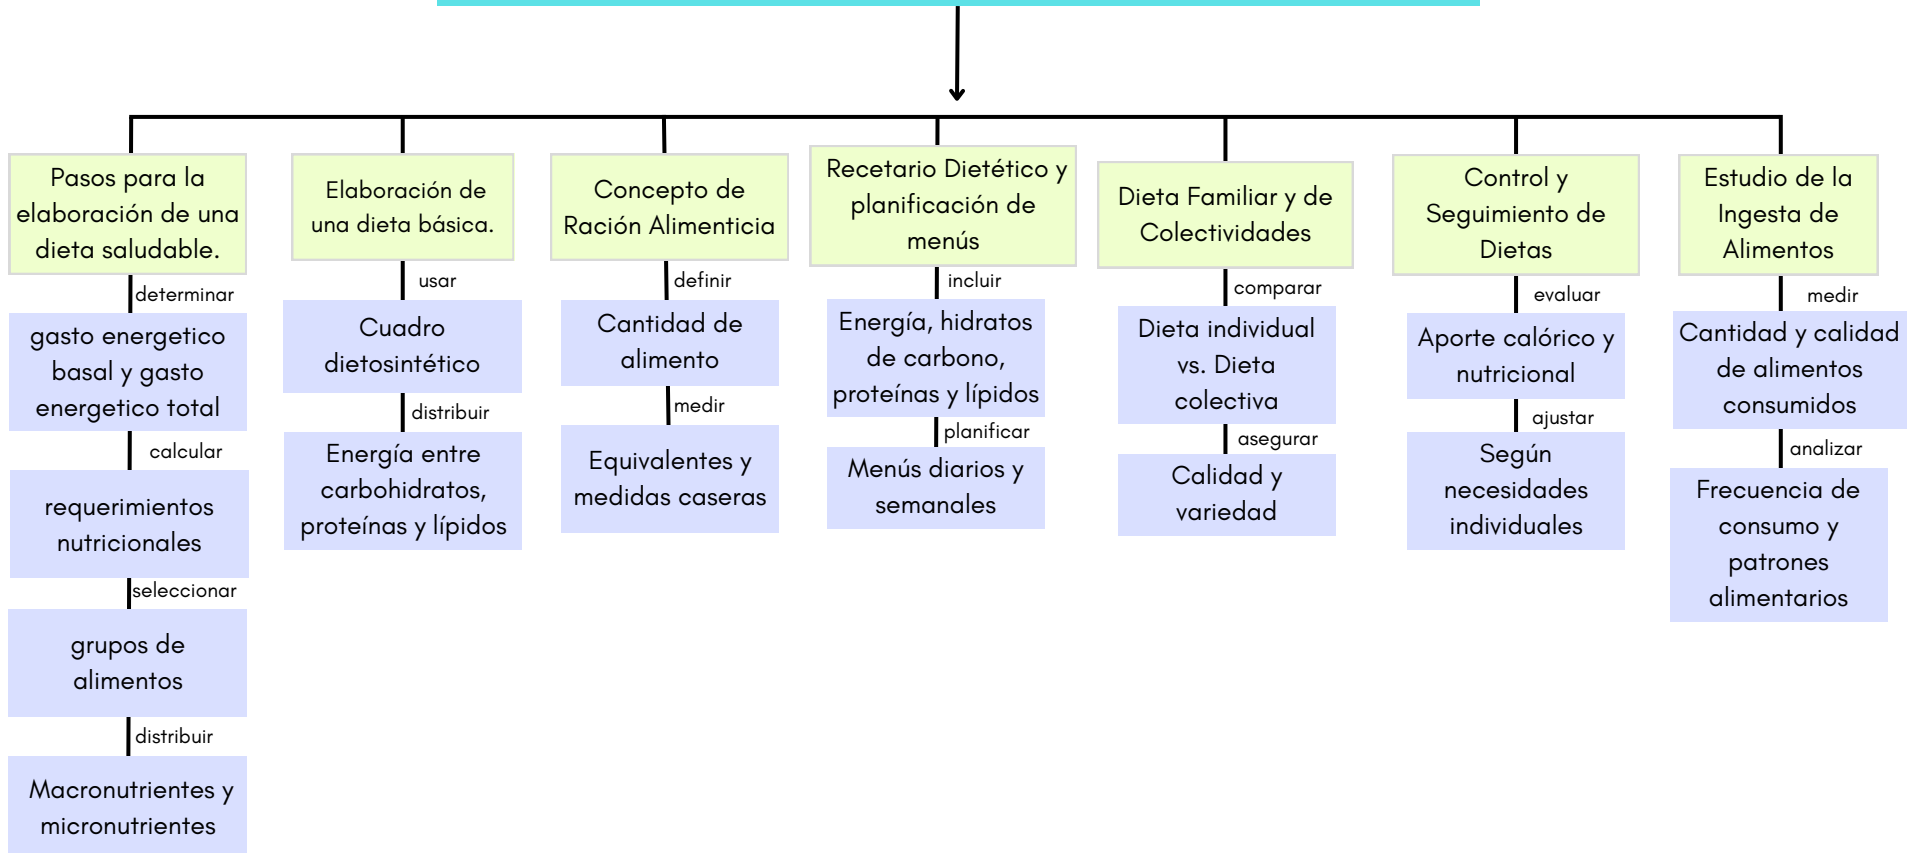 Pasos para la
elaboración de una
dieta saludable.
determinar
gasto energetico
basal y gasto
energetico total
calcular
requerimientos
nutricionales
seleccionar
grupos de
alimentos
distribuir
Macronutrientes y
micronutrientes
Elaboración de
una dieta básica.
usar
Cuadro
dietosintético
distribuir
Energía entre
carbohidratos,
proteínas y lípidos
Concepto de
Ración Alimenticia
definir
Cantidad de
alimento
medir
Equivalentes y
medidas caseras
Recetario Dietético y
planificación de
menús
incluir
Energía, hidratos
de carbono,
proteínas y lípidos
planificar
Menús diarios y
semanales
Dieta Familiar y de
Colectividades
comparar
Dieta individual
vs. Dieta
colectiva
asegurar
Calidad y
variedad
Control y
Seguimiento de
Dietas
evaluar
Aporte calórico y
nutricional
ajustar
Según
necesidades
individuales
Estudio de la
Ingesta de
Alimentos
medir
Cantidad y calidad
de alimentos
consumidos
analizar
Frecuencia de
consumo y
patrones
alimentarios